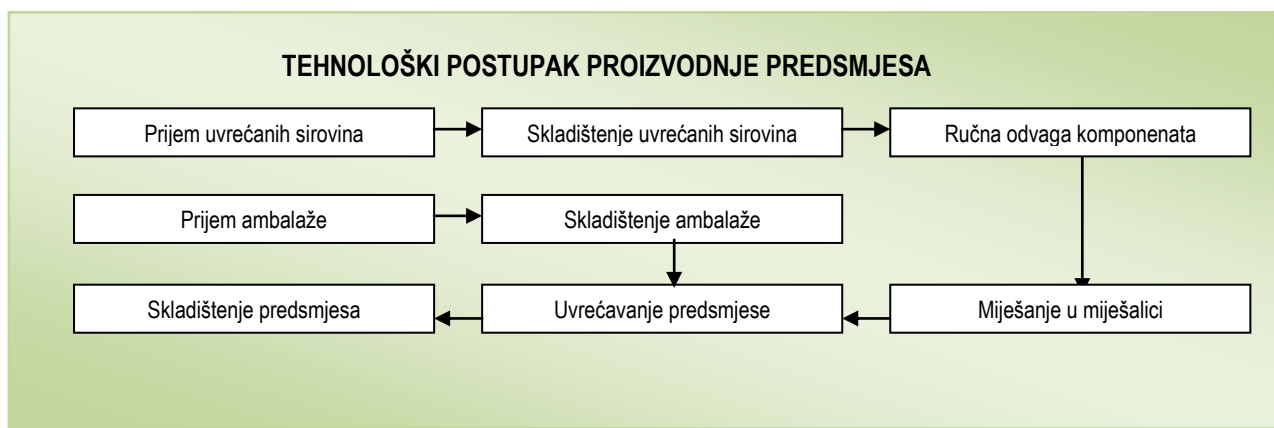 TEHNOLOŠKI POSTUPAK PROIZVODNJE PREDSMJESA
Prijem uvrećanih sirovina
Skladištenje uvrećanih sirovina
Ručna odvaga komponenata
Prijem ambalaže
Skladištenje ambalaže
Skladištenje predsmjesa
Uvrećavanje predsmjese
Miješanje u miješalici